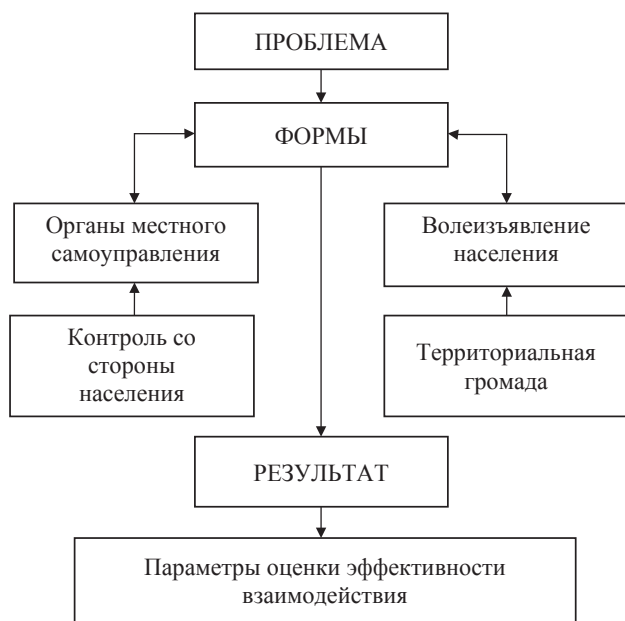 ПРОБЛЕМА
ФОРМЫ
Органы местного
самоуправления
Волеизъявление
населения
Контроль со
стороны
населения
Территориальная
громада
РЕЗУЛЬТАТ
Параметры оценки эффективности
взаимодействия